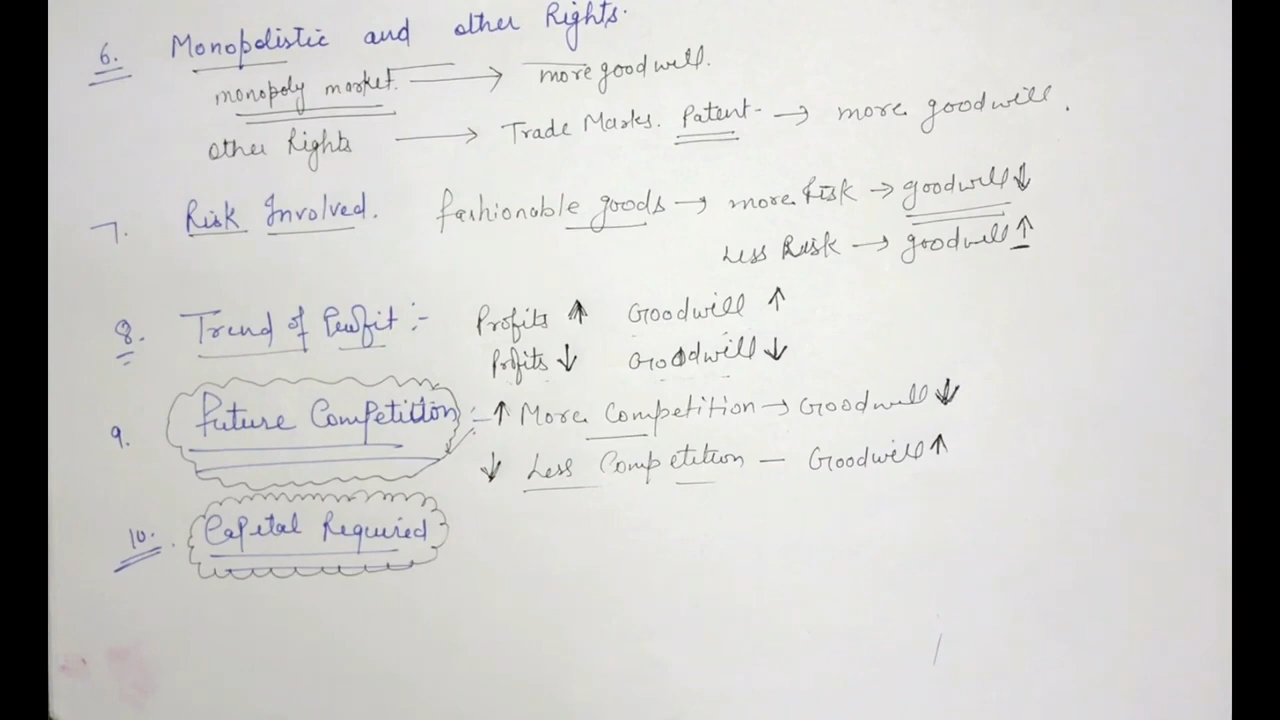 6. Monopolistic and other Rights.
monopoly market. → more goodwill.
other Rights → Trade Marks. Patent → more goodwill.
7. Risk Involved. fashionable goods → more Risk → goodwill ↓
Less Risk → goodwill ↑
8. Trend of Profit :- Profits ↑ Goodwill ↑
Profits ↓ Goodwill ↓
9. Future Competition :- ↑ More Competition → Goodwill ↓
↓ Less Competition — Goodwill ↑
10. Capital Required